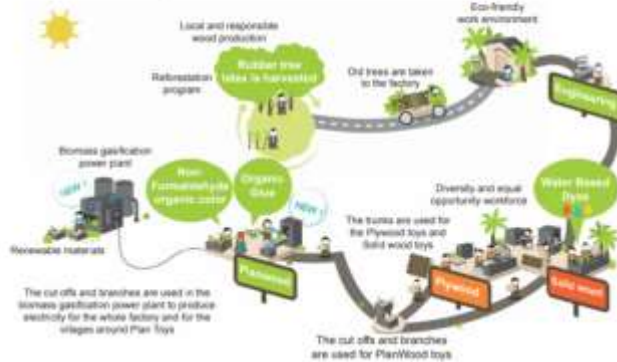 Local and responsible
wood production
Eco-friendly
work environment
Rubber tree
latex is harvested
Reforestation
program
Old trees are taken
to the factory
Engineering
Biomass gasification
power plant
NEW !
Non-
Formaldehyde
organic color
Organic
Glue
NEW !
Diversity and equal
opportunity workforce
Water Based
Dyes
The trunks are used for
the Plywood toys and
Solid wood toys
Renewable materials
Planwood
Plywood
Solid wood
The cut offs and branches are used in the
biomass gasification power plant to produce
electricity for the whole factory and for the
villages around Plan Toys
The cut offs and branches
are used for PlanWood toys